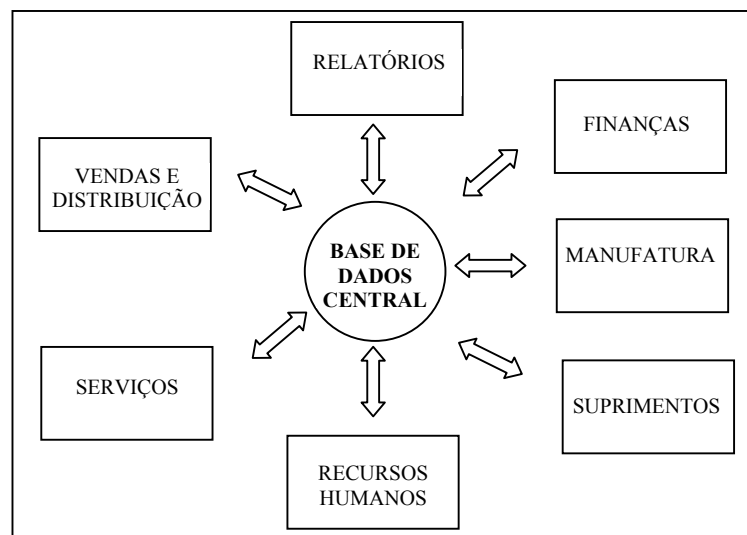 RELATÓRIOS
FINANÇAS
VENDAS E
DISTRIBUIÇÃO
BASE DE
DADOS
CENTRAL
MANUFATURA
SERVIÇOS
SUPRIMENTOS
RECURSOS
HUMANOS